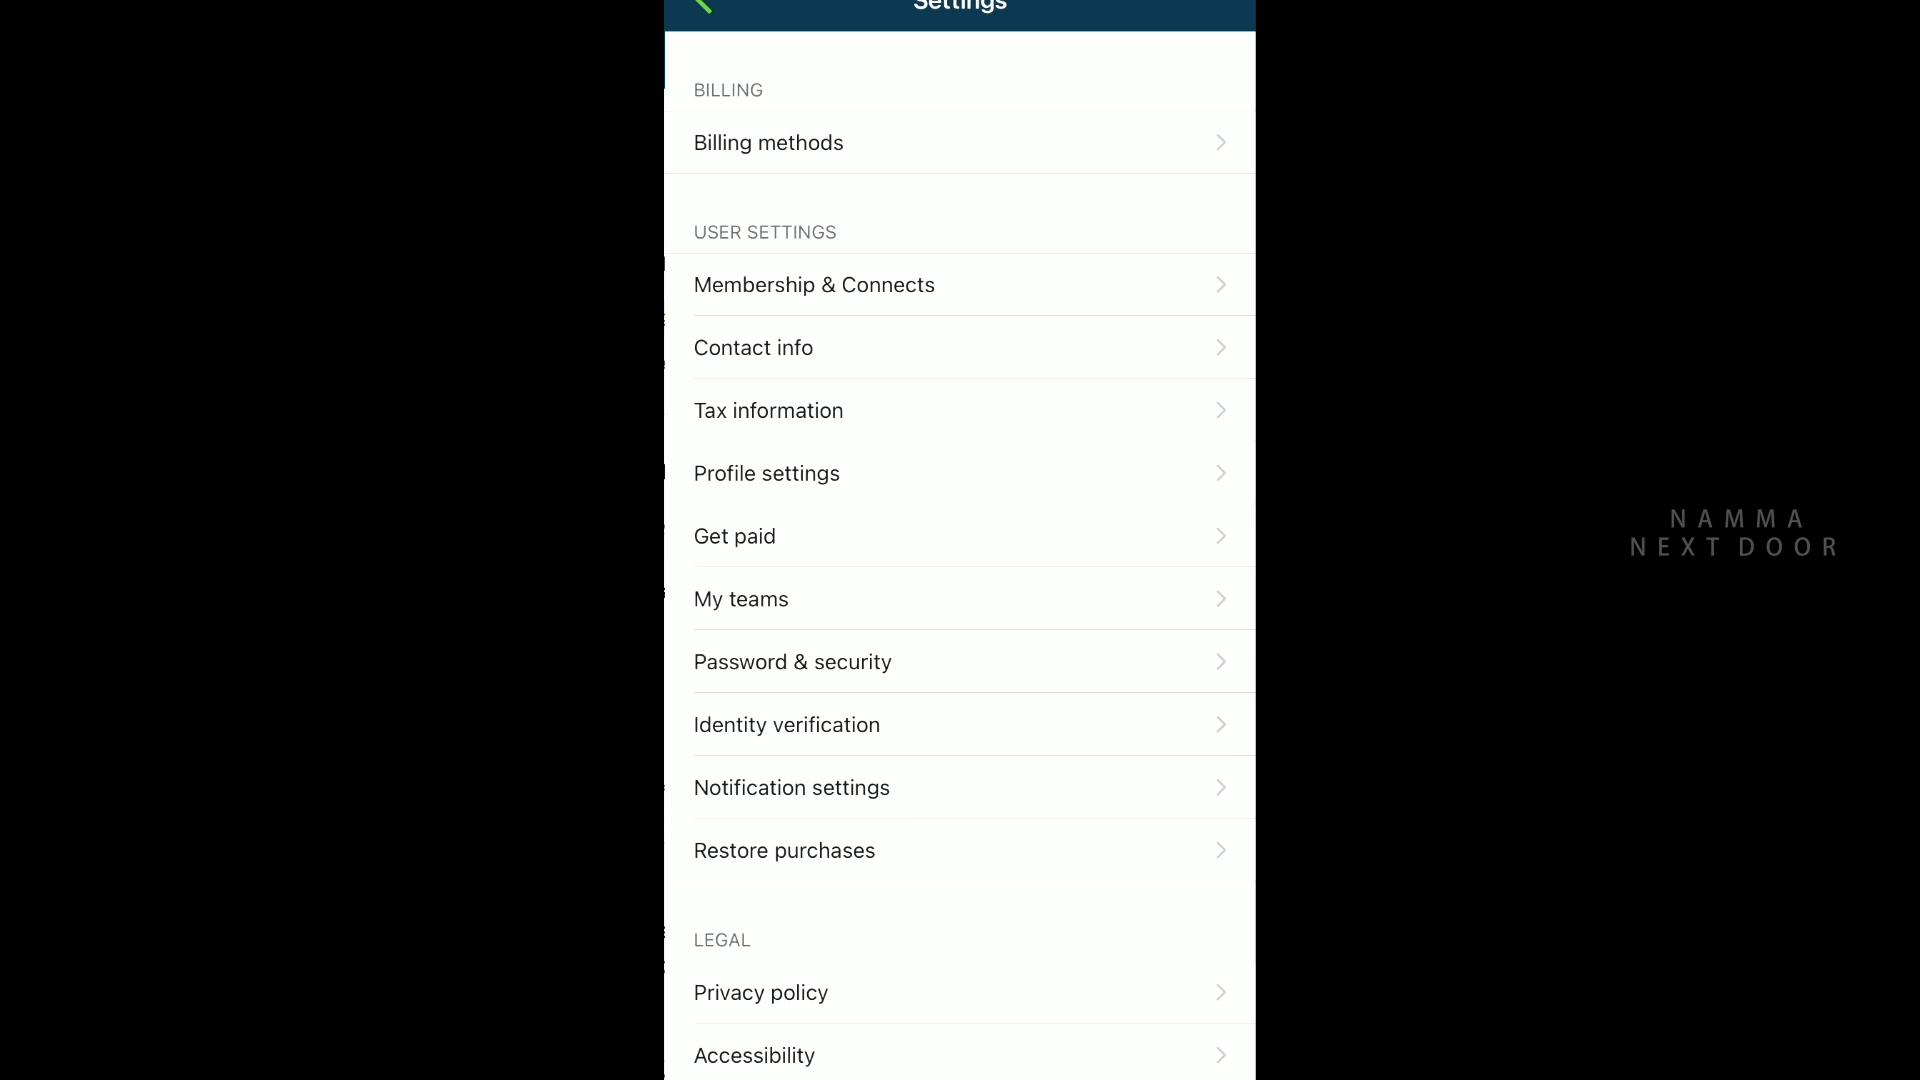 Settings
BILLING
Billing methods
USER SETTINGS
Membership & Connects
Contact info
Tax information
Profile settings
Get paid
My teams
Password & security
Identity verification
Notification settings
Restore purchases
LEGAL
Privacy policy
Accessibility
NAMMA
NEXT DOOR